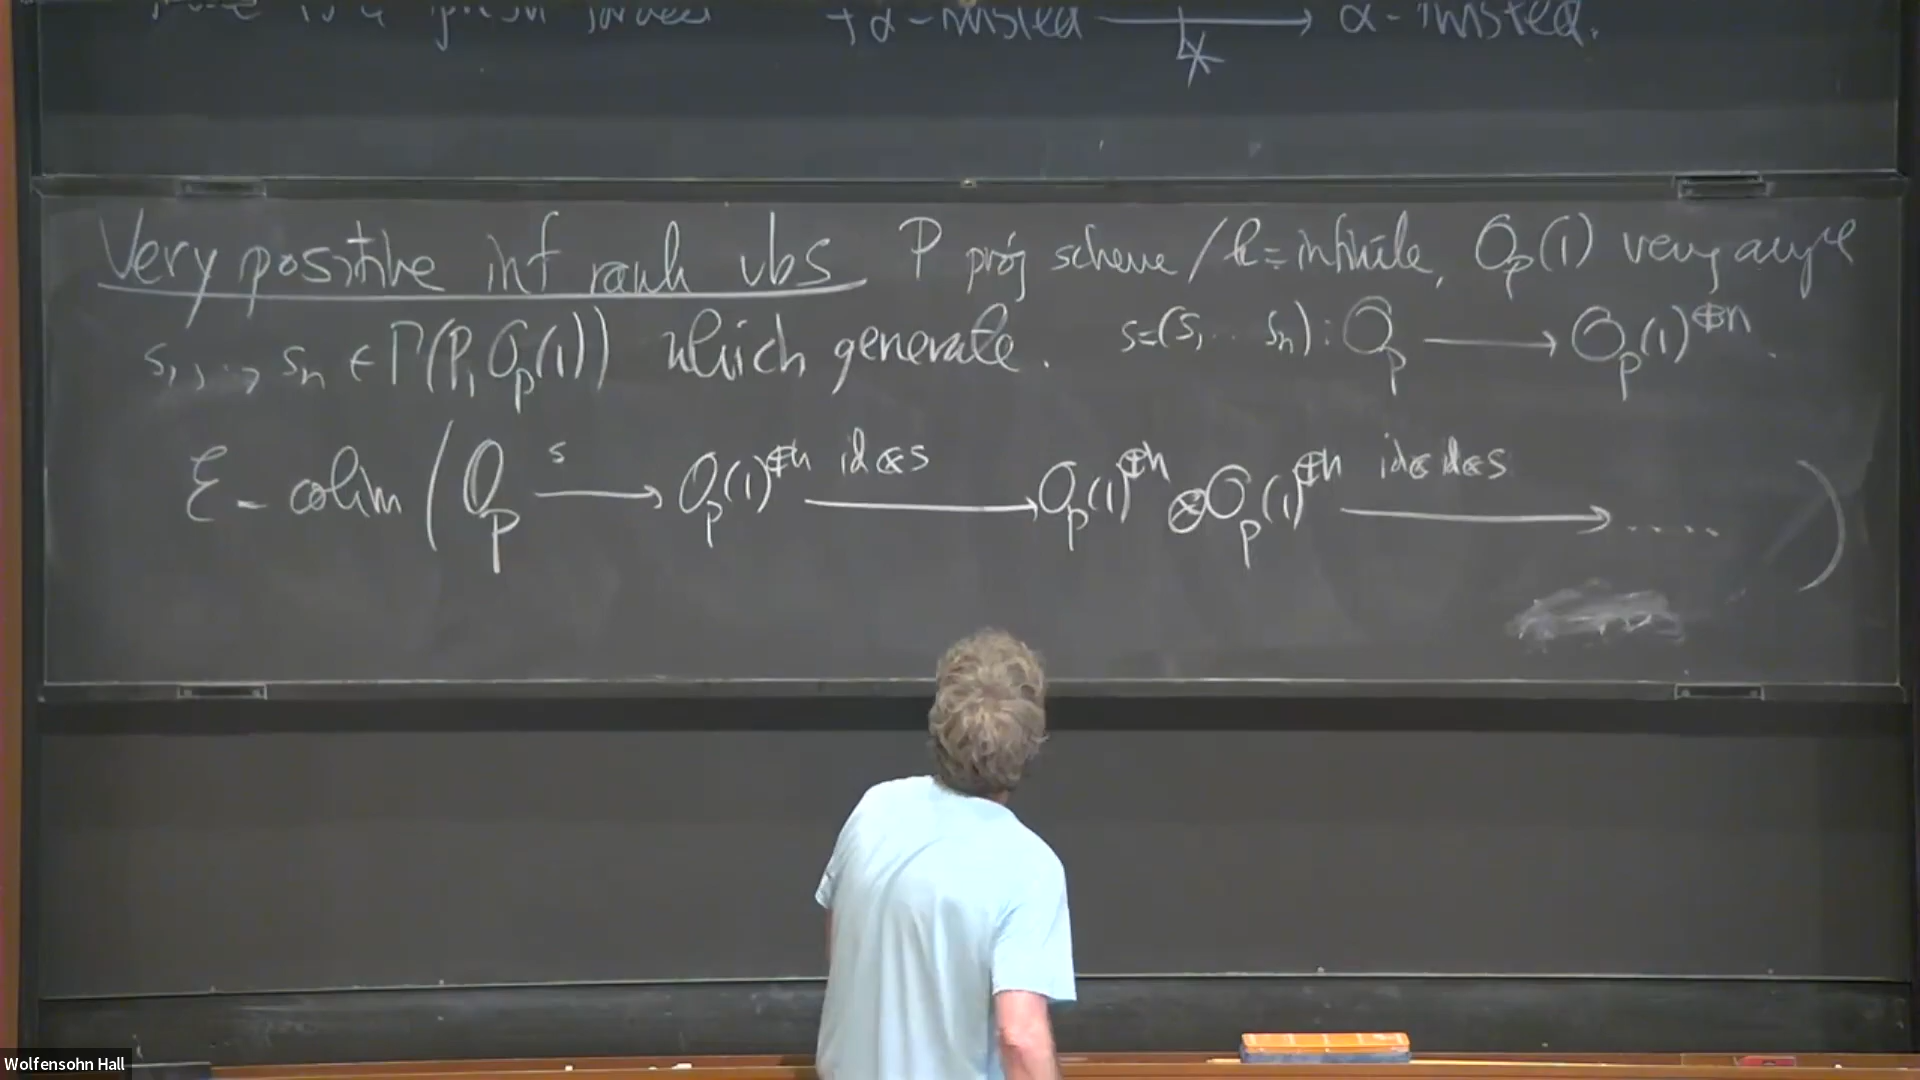 +α-twisted ⟶ α-twisted.
Very positive inf rank vbs P proj scheme / k = infinite, O_P(1) very ample
s_1, ..., s_n ∈ Γ(P, O_P(1)) which generate. s=(s_1 ... s_n): O_P ⟶ O_P(1)^{⊕n}.
E = colim ( O_P ⟶^{s} O_P(1)^{⊕n} ⟶^{id⊗s} O_P(1)^{⊕n} ⊗ O_P(1)^{⊕n} ⟶^{id⊗id⊗s} ..... )
Wolfensohn Hall